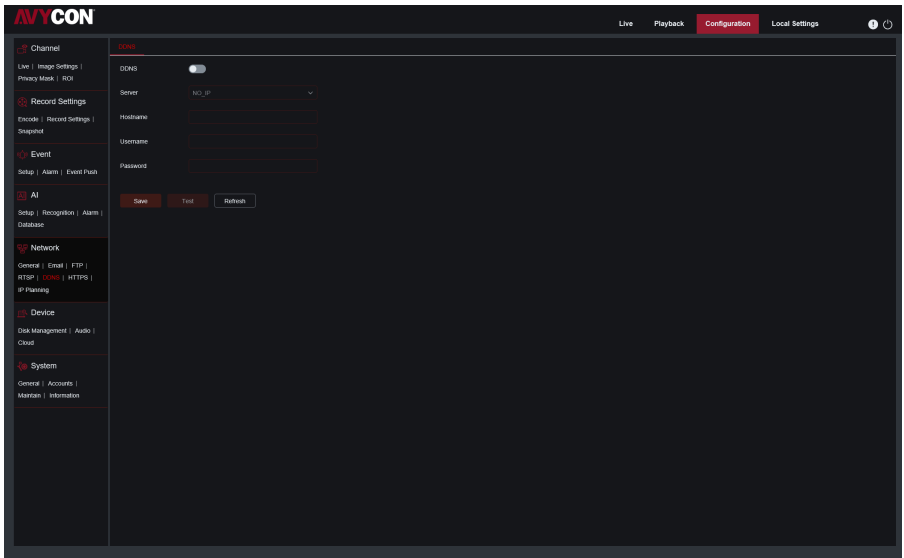 AVYCON
Live Playback Configuration Local Settings
Channel
Live | Image Settings |
Privacy Mask | ROI
Record Settings
Encode | Record Settings |
Snapshot
Event
Setup | Alarm | Event Push
AI
Setup | Recognition | Alarm |
Database
Network
General | Email | FTP |
RTSP | DDNS | HTTPS |
IP Planning
Device
Disk Management | Audio |
Cloud
System
General | Accounts |
Maintain | Information
DDNS
DDNS
Server NO_IP
Hostname
Username
Password
Save Test Refresh